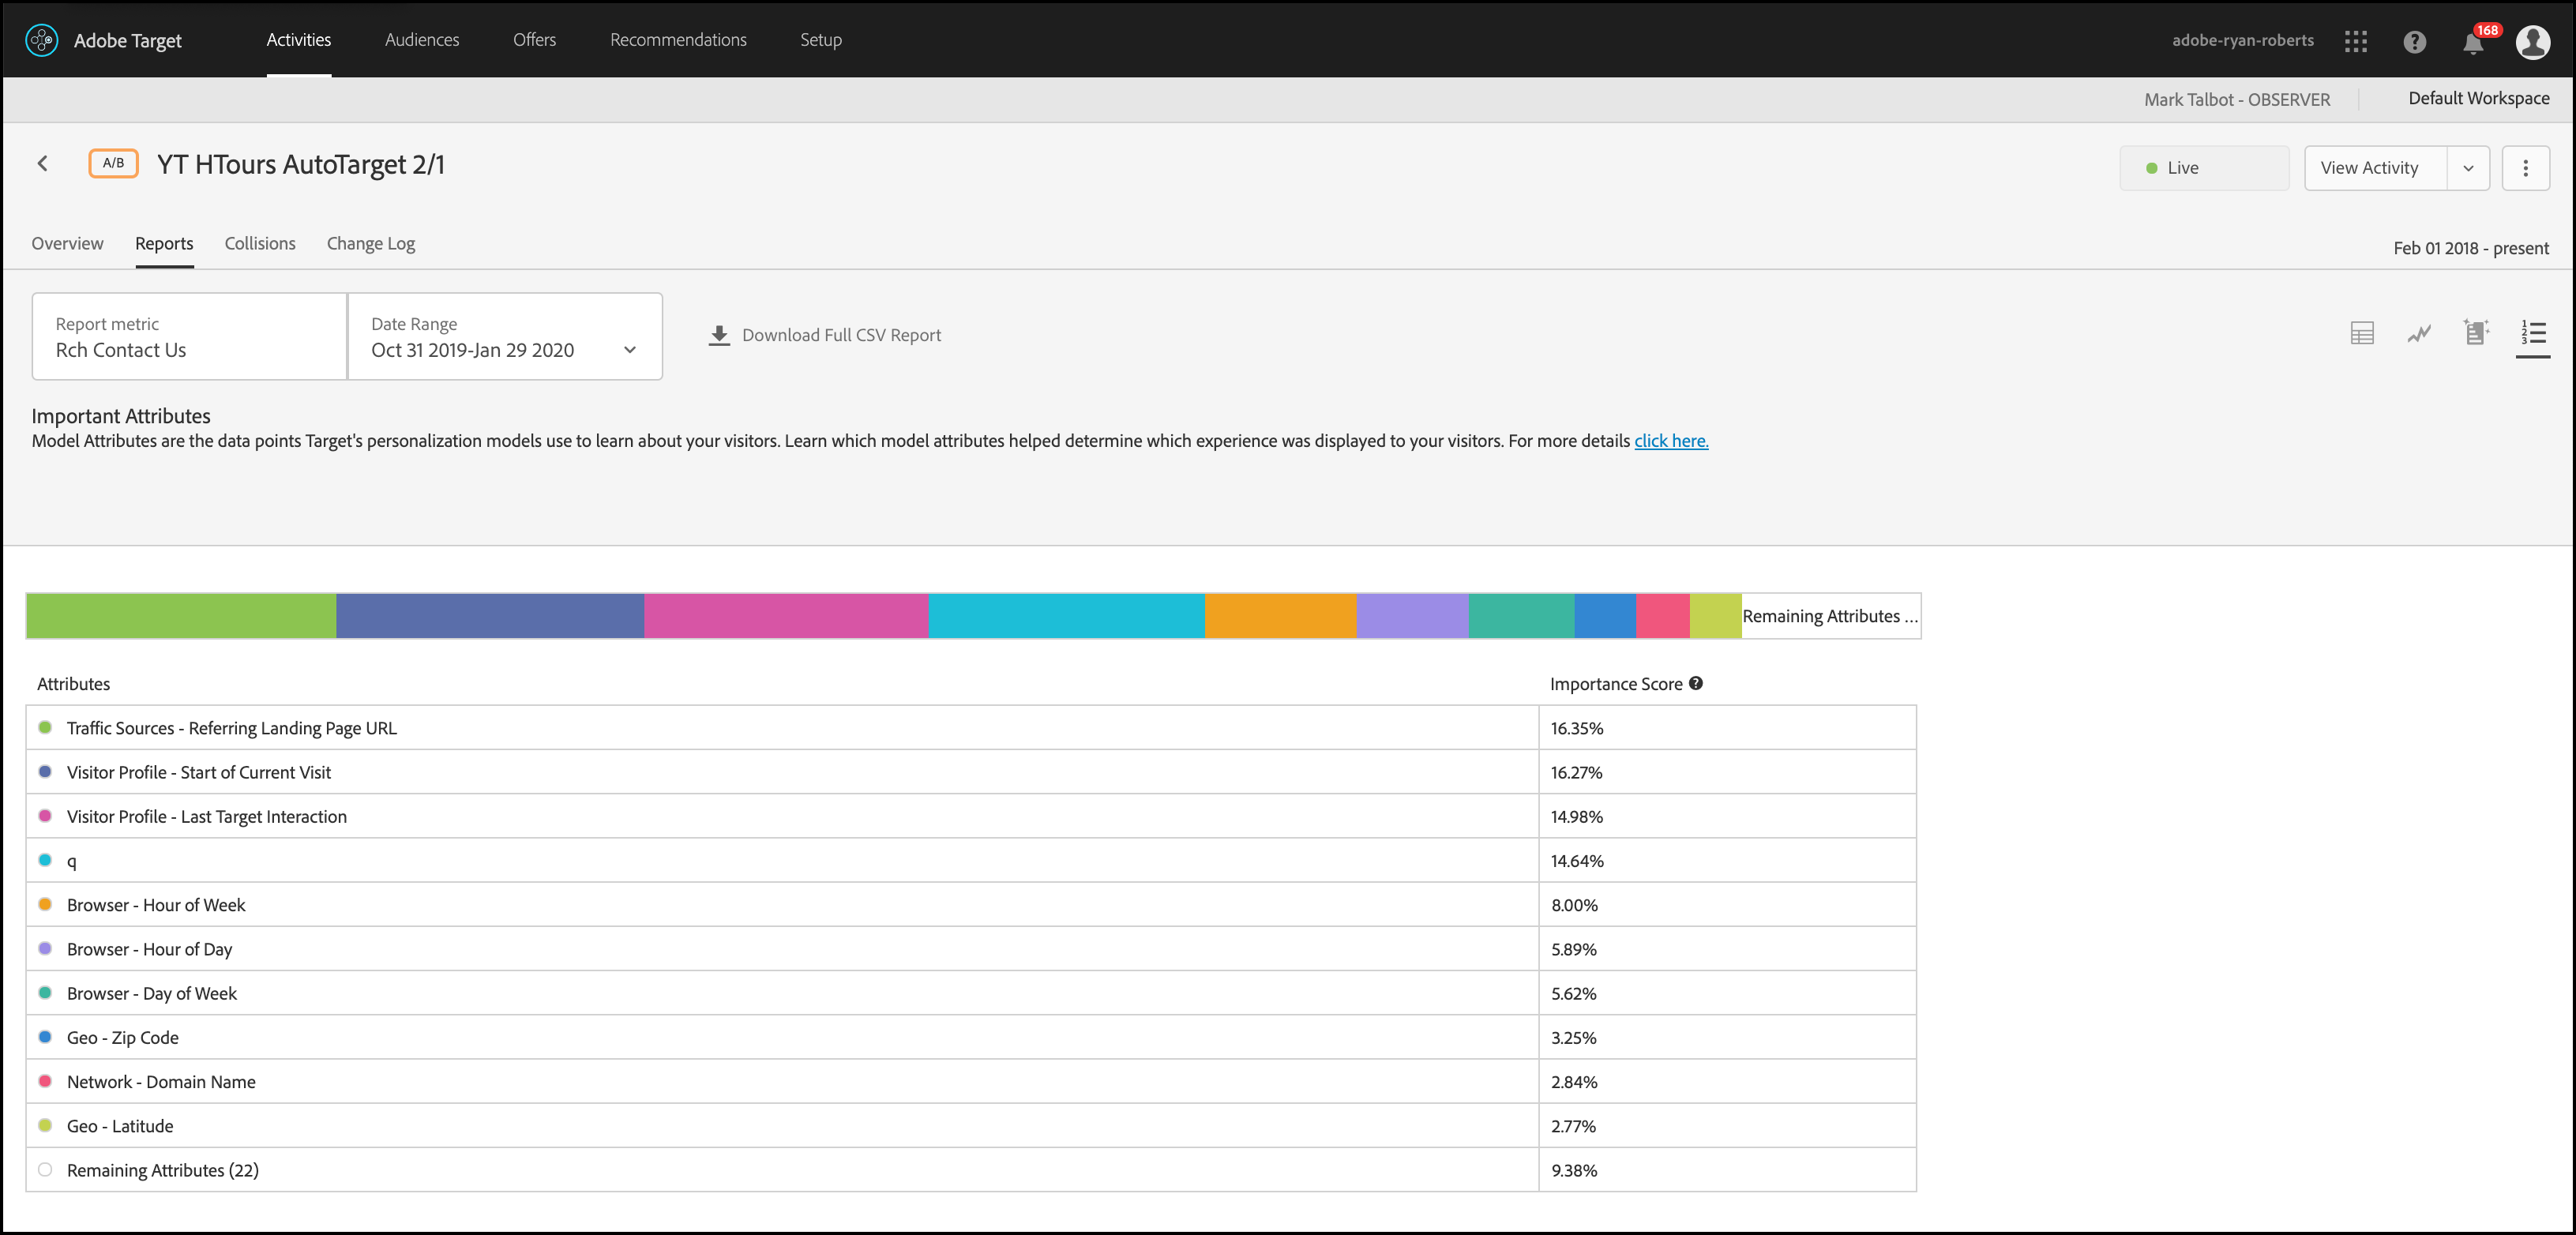 Adobe Target
Activities
Audiences
Offers
Recommendations
Setup
adobe-ryan-roberts
168
Mark Talbot - OBSERVER
Default Workspace
A/B
YT HTours AutoTarget 2/1
Live
View Activity
Overview
Reports
Collisions
Change Log
Feb 01 2018 - present
Report metric
Rch Contact Us
Date Range
Oct 31 2019-Jan 29 2020
Download Full CSV Report
Important Attributes
Model Attributes are the data points Target's personalization models use to learn about your visitors. Learn which model attributes helped determine which experience was displayed to your visitors. For more details click here.
Remaining Attributes ...
Attributes
Importance Score
Traffic Sources - Referring Landing Page URL
16.35%
Visitor Profile - Start of Current Visit
16.27%
Visitor Profile - Last Target Interaction
14.98%
q
14.64%
Browser - Hour of Week
8.00%
Browser - Hour of Day
5.89%
Browser - Day of Week
5.62%
Geo - Zip Code
3.25%
Network - Domain Name
2.84%
Geo - Latitude
2.77%
Remaining Attributes (22)
9.38%